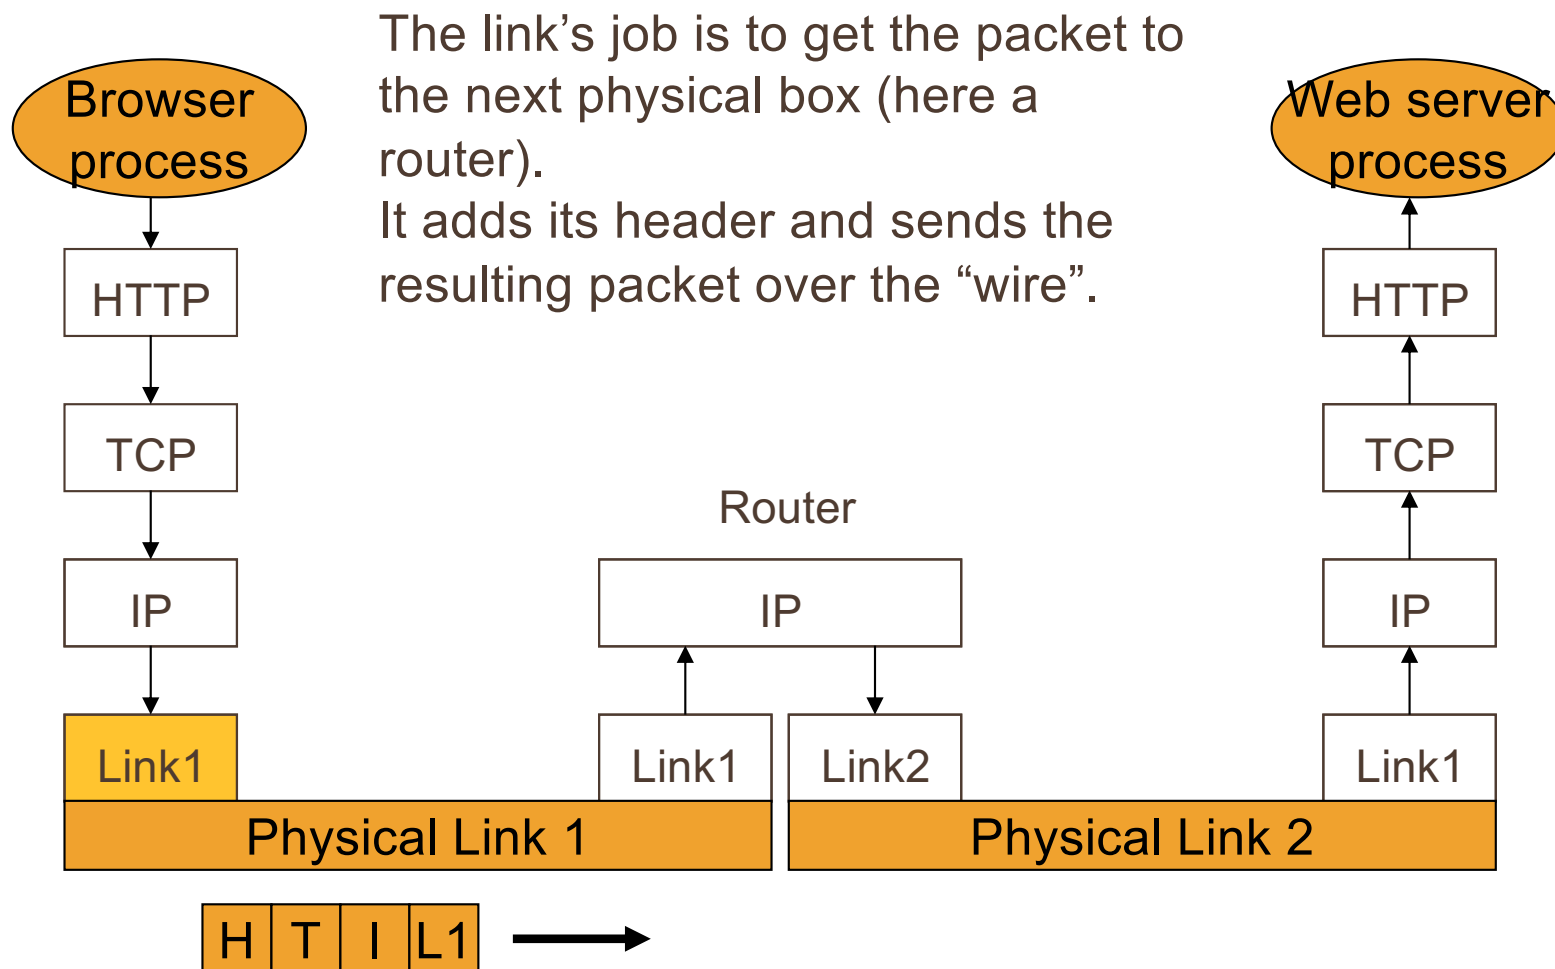 The link’s job is to get the packet to
the next physical box (here a
router).
It adds its header and sends the
resulting packet over the “wire”.
Browser
process
Web server
process
HTTP
HTTP
TCP
TCP
Router
IP
IP
IP
Link1
Link1
Link2
Link1
Physical Link 1
Physical Link 2
H T I L1